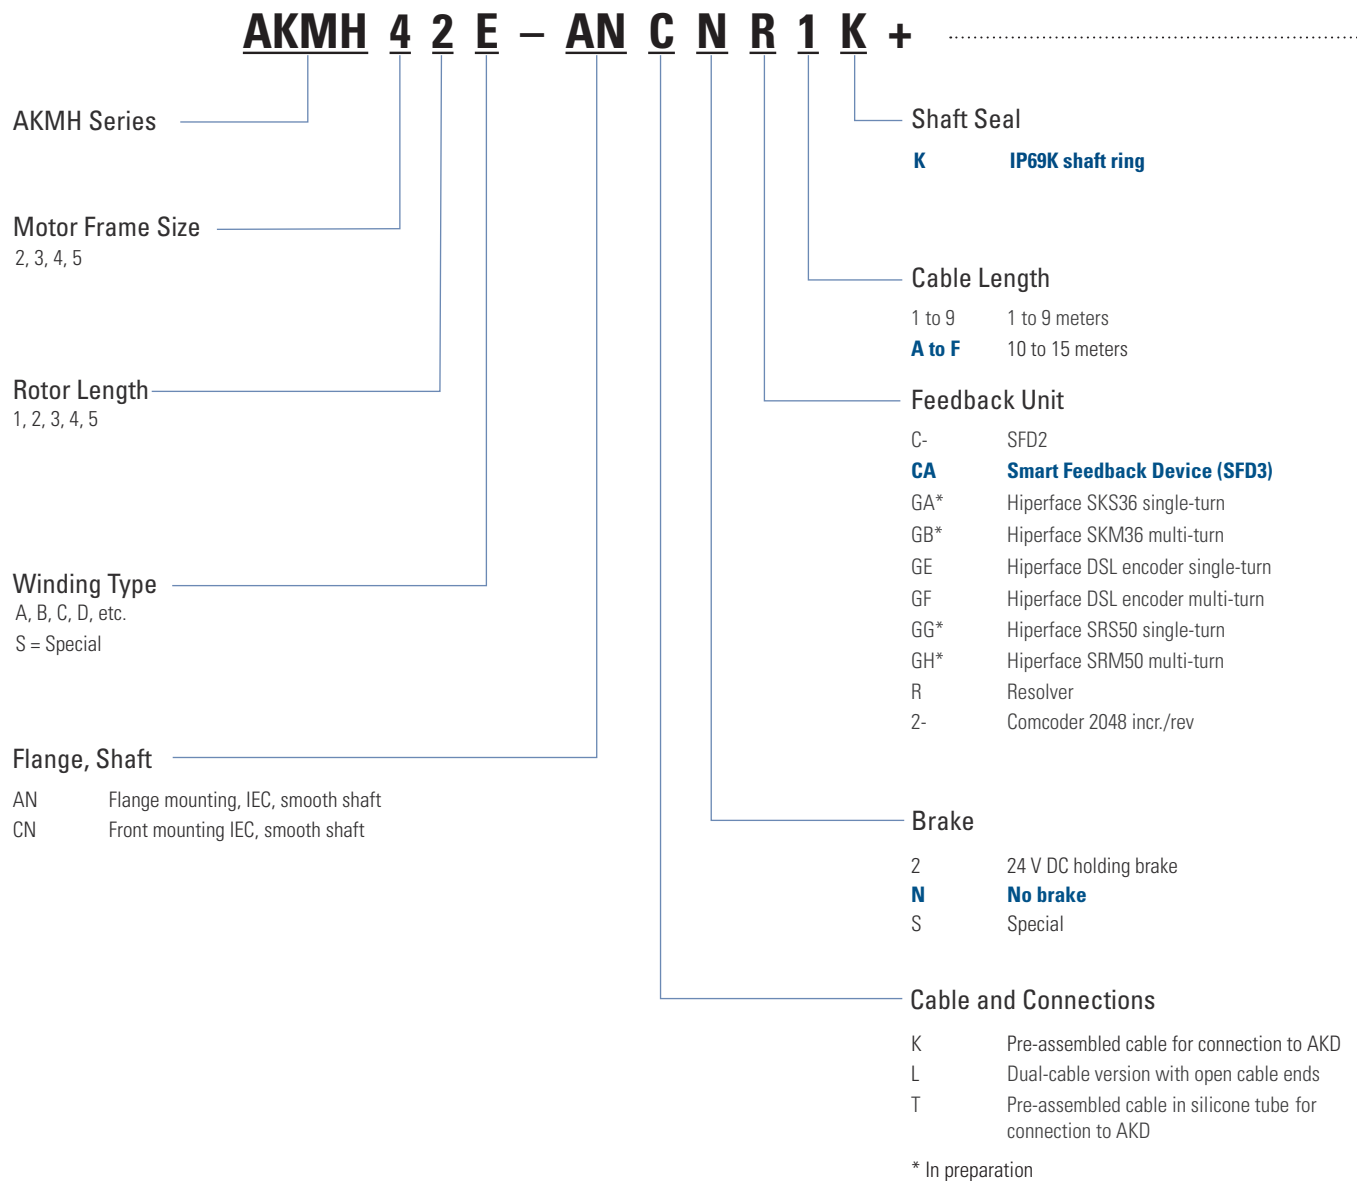 AKMH 4 2 E – AN C N R 1 K +
AKMH Series
Motor Frame Size
2, 3, 4, 5
Rotor Length
1, 2, 3, 4, 5
Winding Type
A, B, C, D, etc.
S = Special
Flange, Shaft
AN Flange mounting, IEC, smooth shaft
CN Front mounting IEC, smooth shaft
Shaft Seal
K IP69K shaft ring
Cable Length
1 to 9 1 to 9 meters
A to F 10 to 15 meters
Feedback Unit
C- SFD2
CA Smart Feedback Device (SFD3)
GA* Hiperface SKS36 single-turn
GB* Hiperface SKM36 multi-turn
GE Hiperface DSL encoder single-turn
GF Hiperface DSL encoder multi-turn
GG* Hiperface SRS50 single-turn
GH* Hiperface SRM50 multi-turn
R Resolver
2- Comcoder 2048 incr./rev
Brake
2 24 V DC holding brake
N No brake
S Special
Cable and Connections
K Pre-assembled cable for connection to AKD
L Dual-cable version with open cable ends
T Pre-assembled cable in silicone tube for
connection to AKD
* In preparation